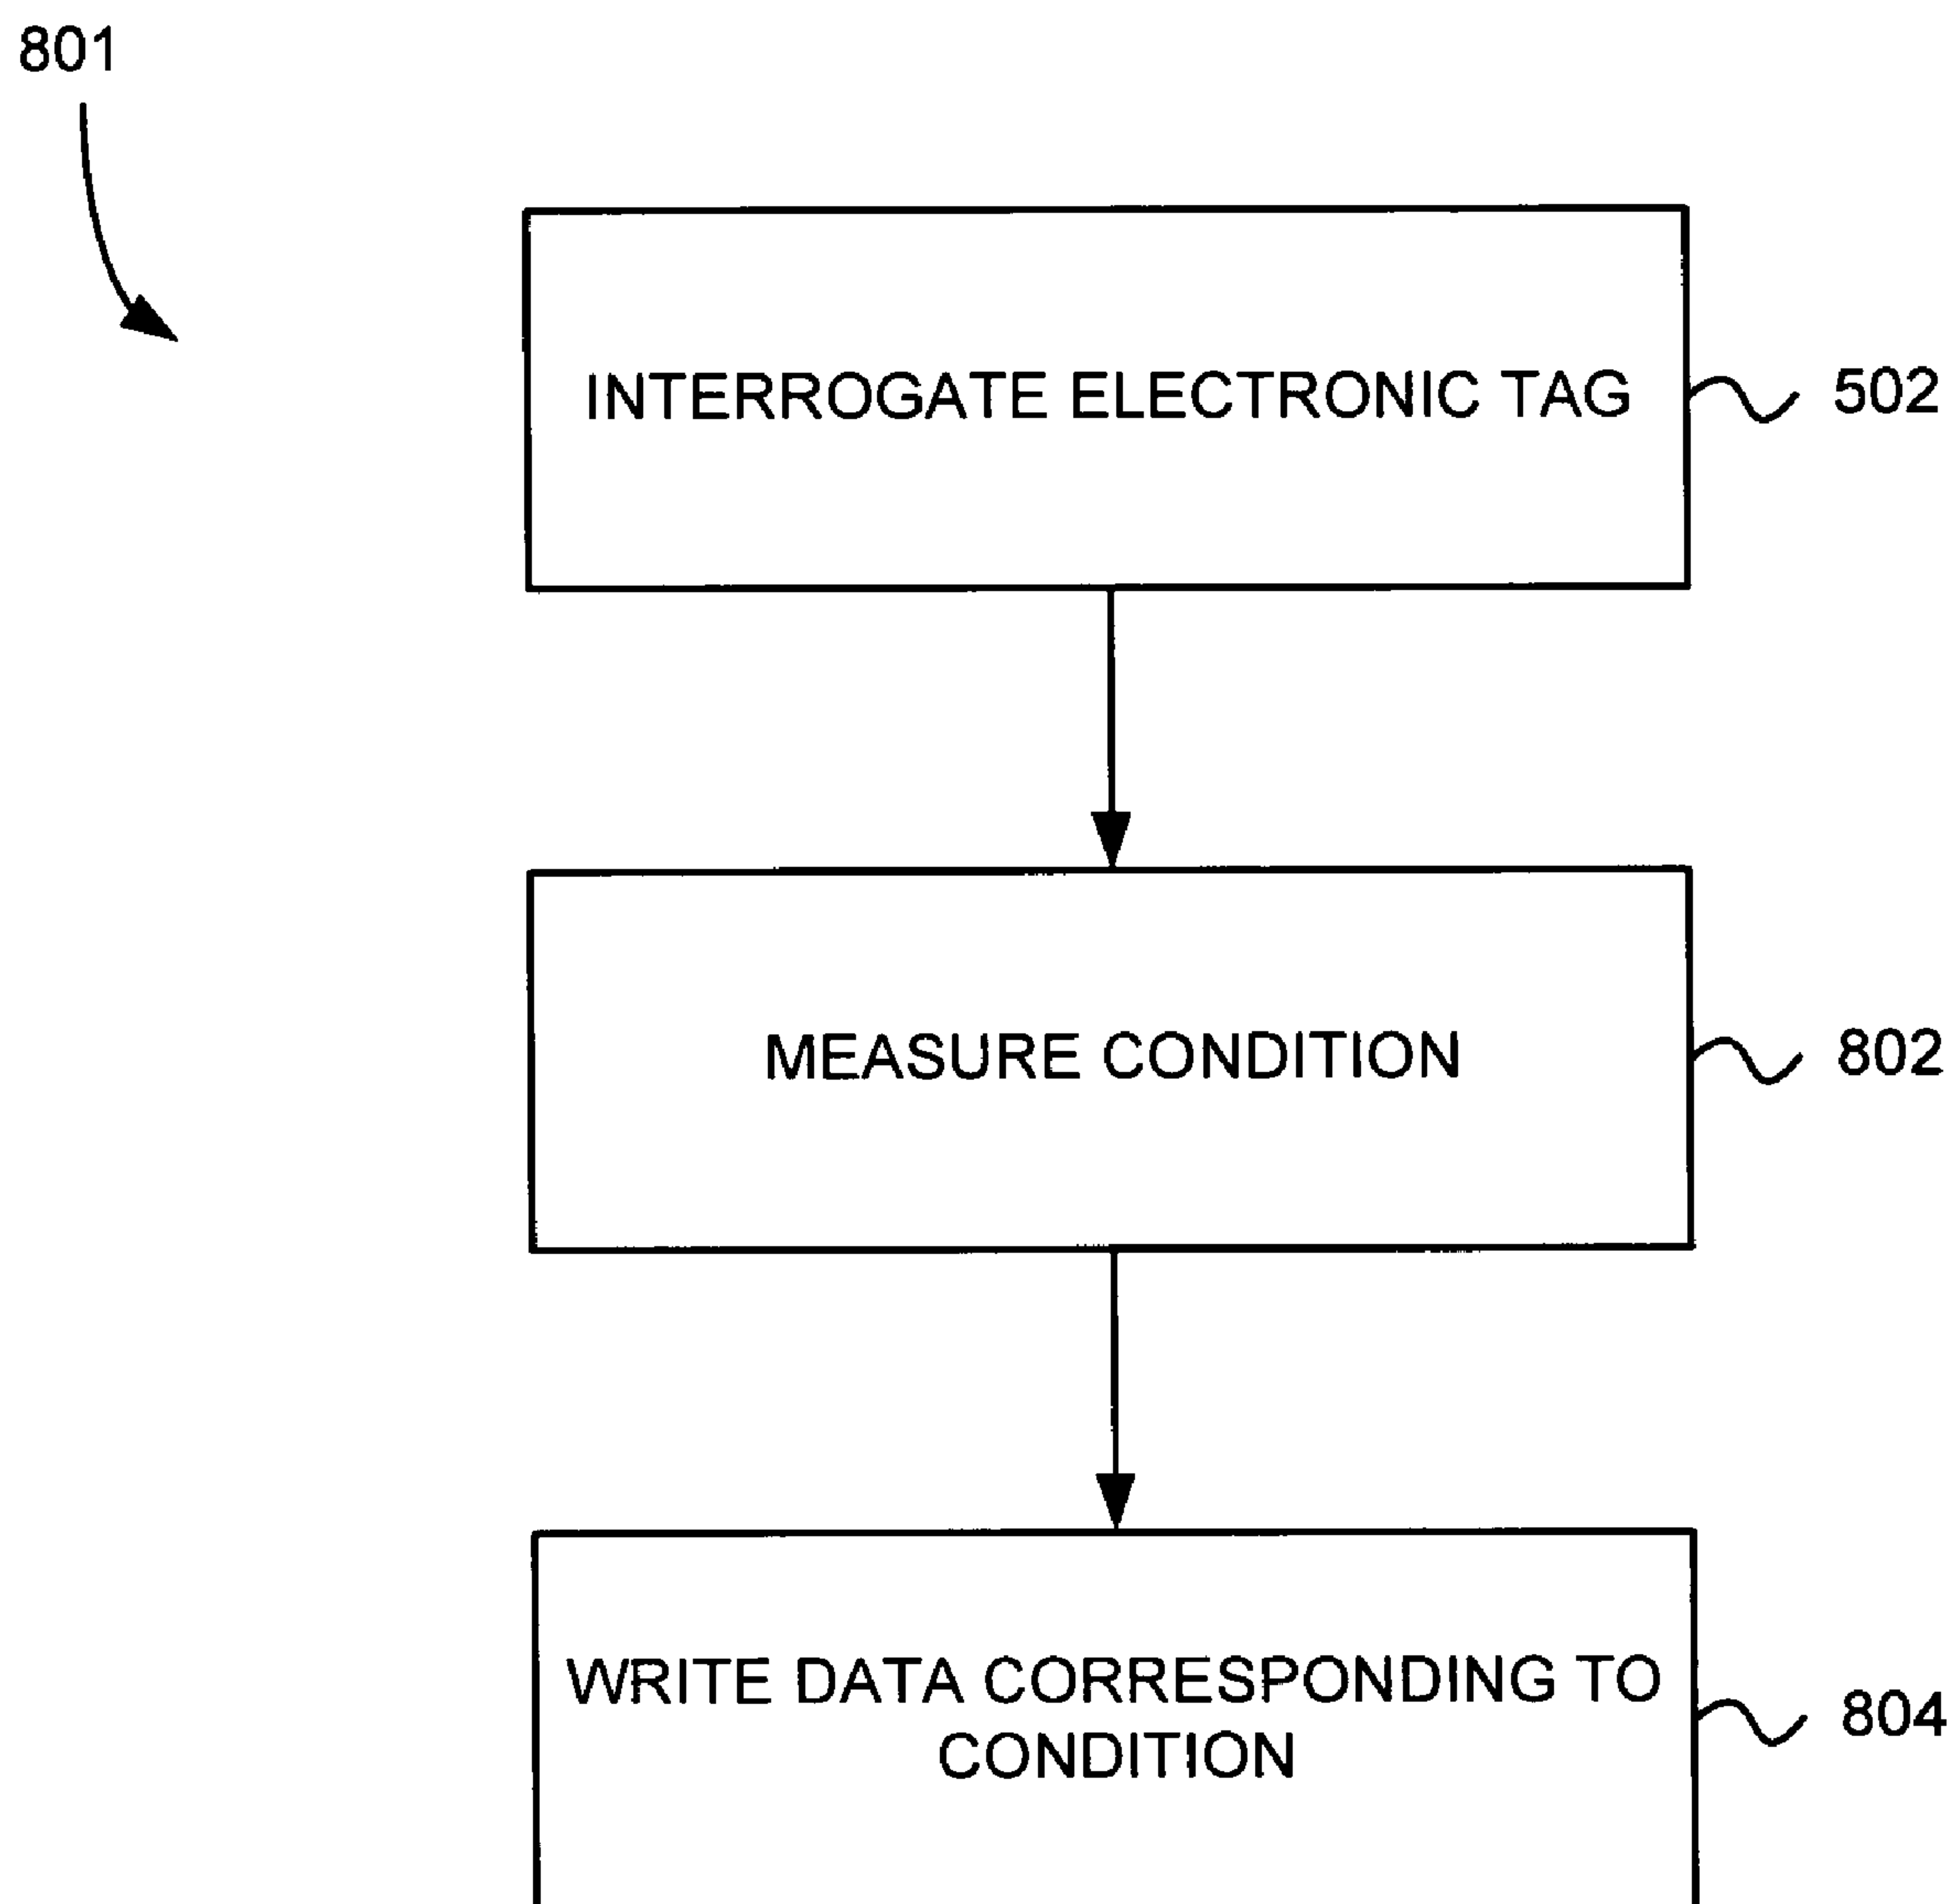 801
INTERROGATE ELECTRONIC TAG
502
MEASURE CONDITION
802
WRITE DATA CORRESPONDING TO
CONDITION
804